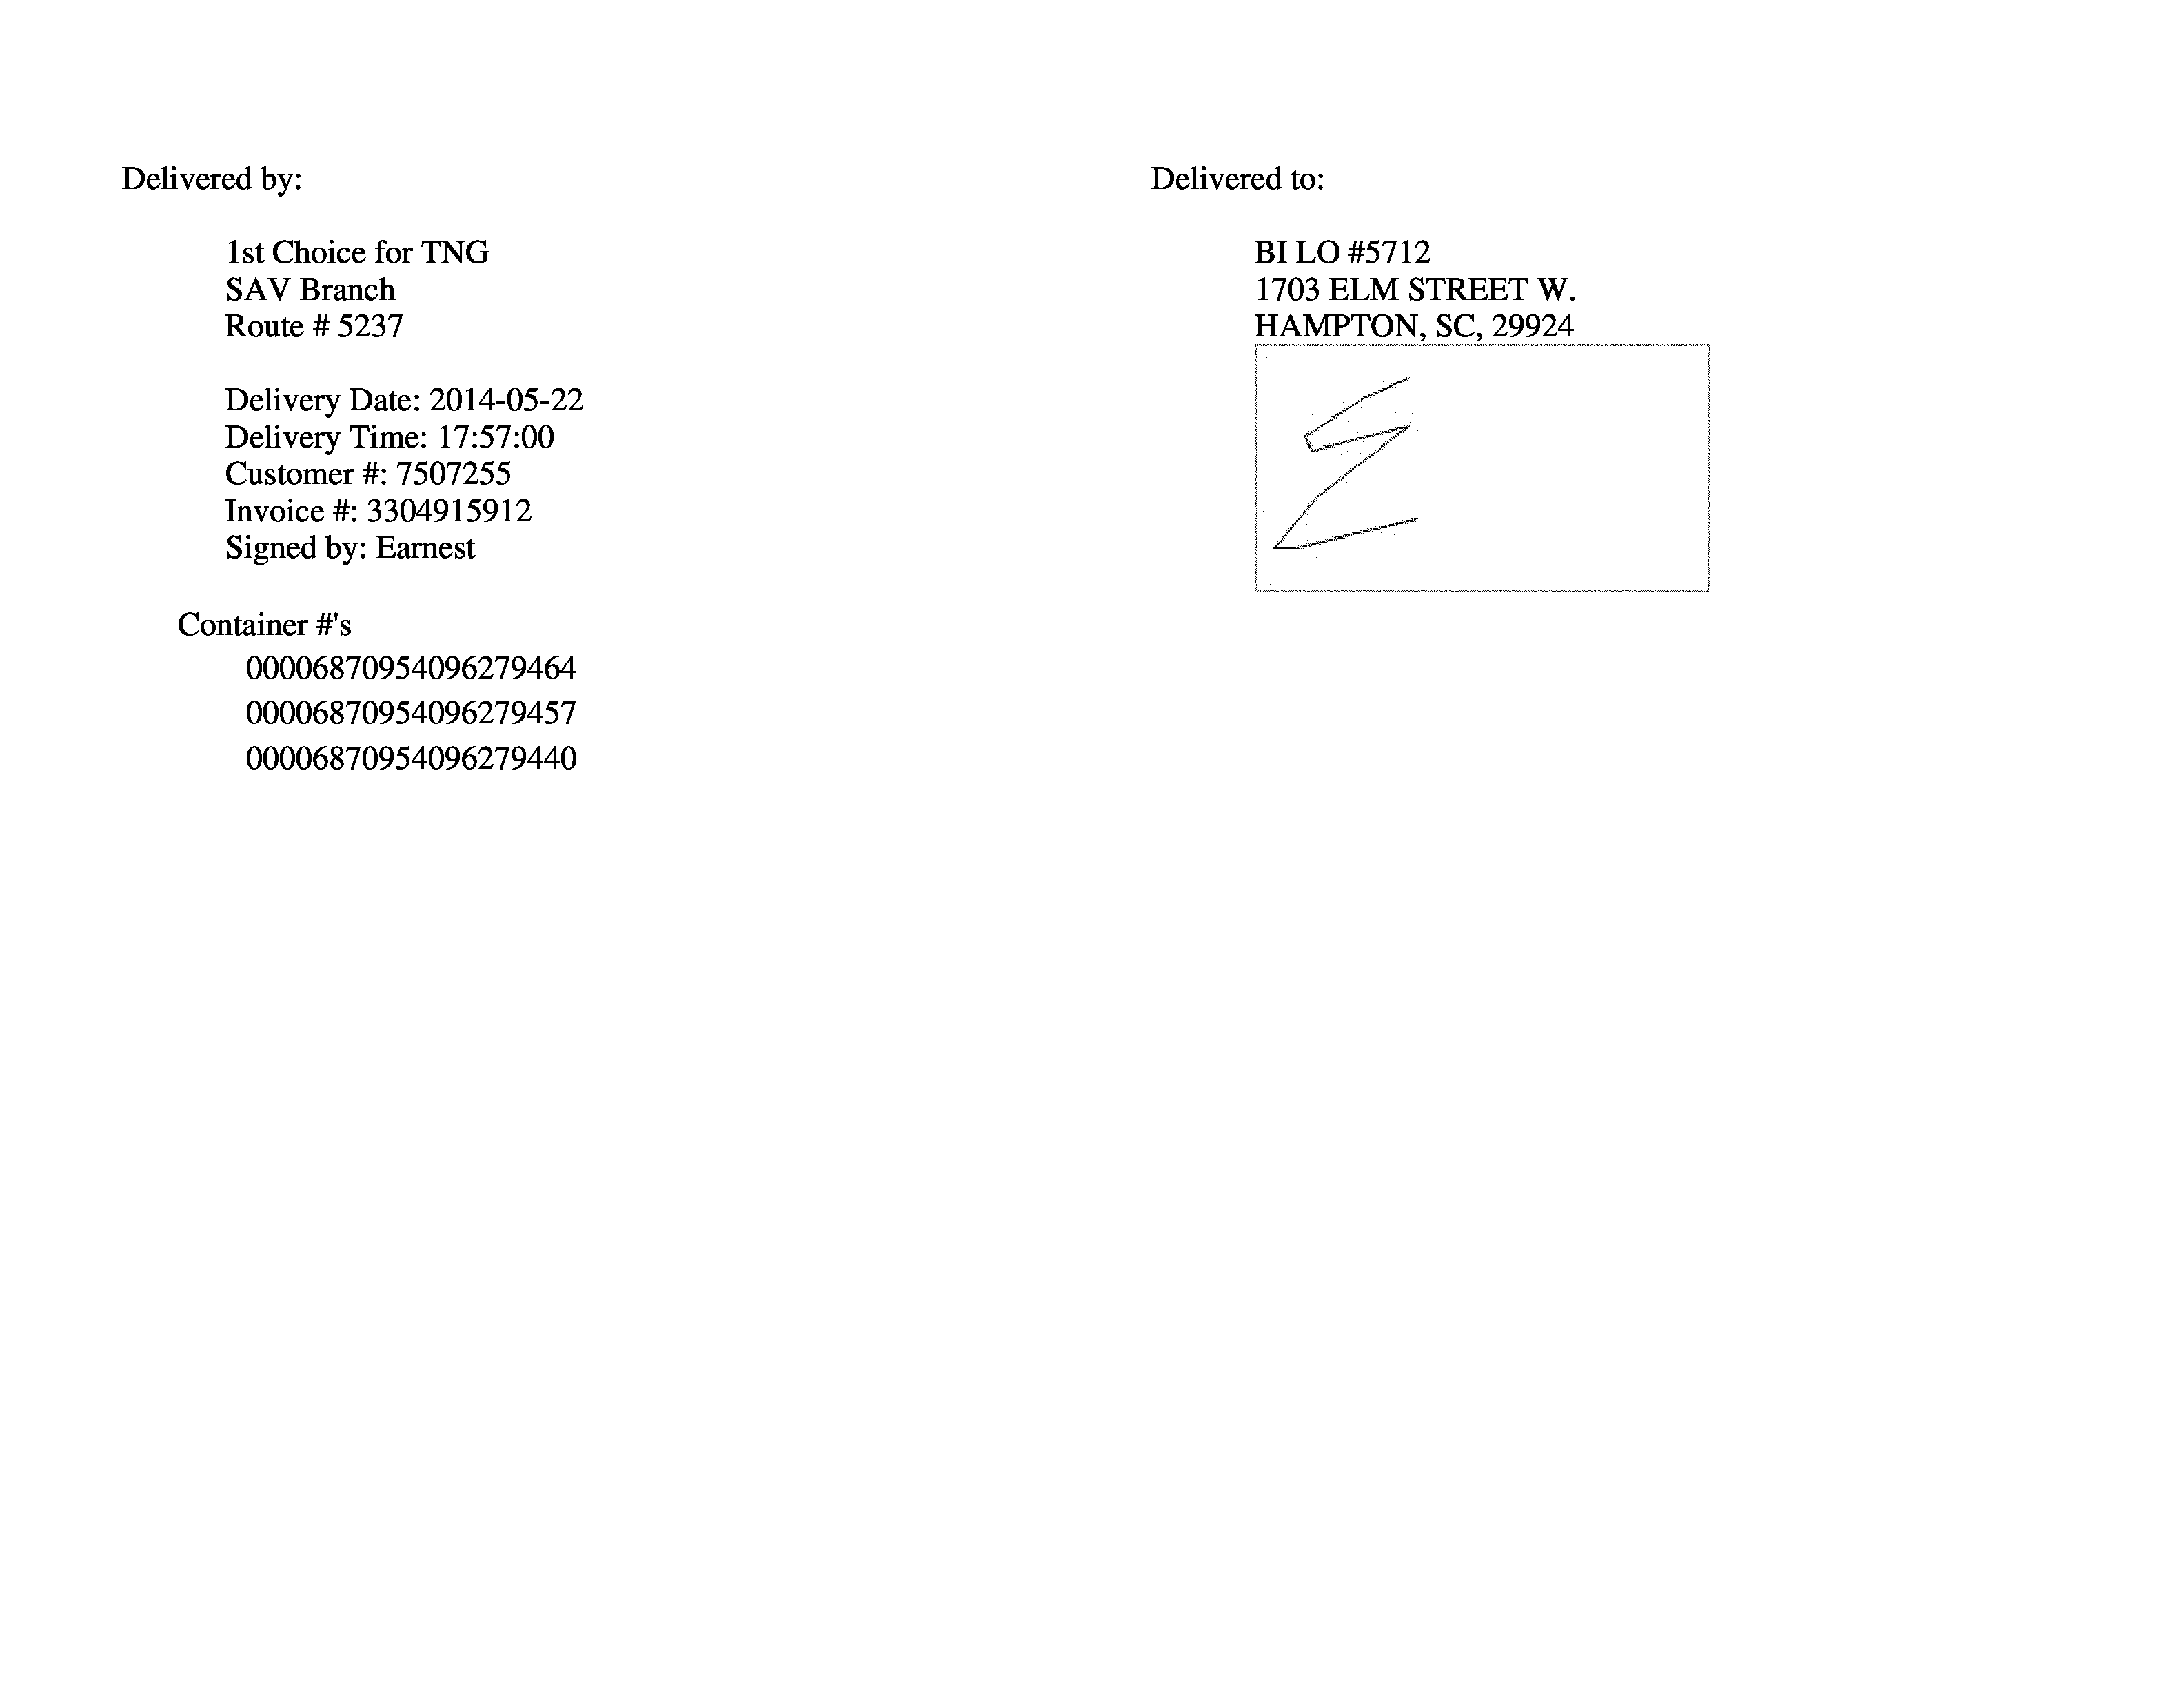 Delivered by:
1st Choice for TNG
SAV Branch
Route # 5237
Delivery Date: 2014-05-22
Delivery Time: 17:57:00
Customer #: 7507255
Invoice #: 3304915912
Signed by: Earnest
Container #'s
00006870954096279464
00006870954096279457
00006870954096279440
Delivered to:
BI LO #5712
1703 ELM STREET W.
HAMPTON, SC, 29924